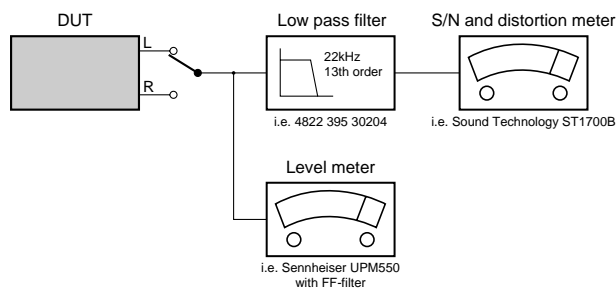 DUT
Low pass filter
S/N and distortion meter
L
R
22kHz
13th order
i.e. 4822 395 30204
i.e. Sound Technology ST1700B
Level meter
i.e. Sennheiser UPM550
with FF-filter